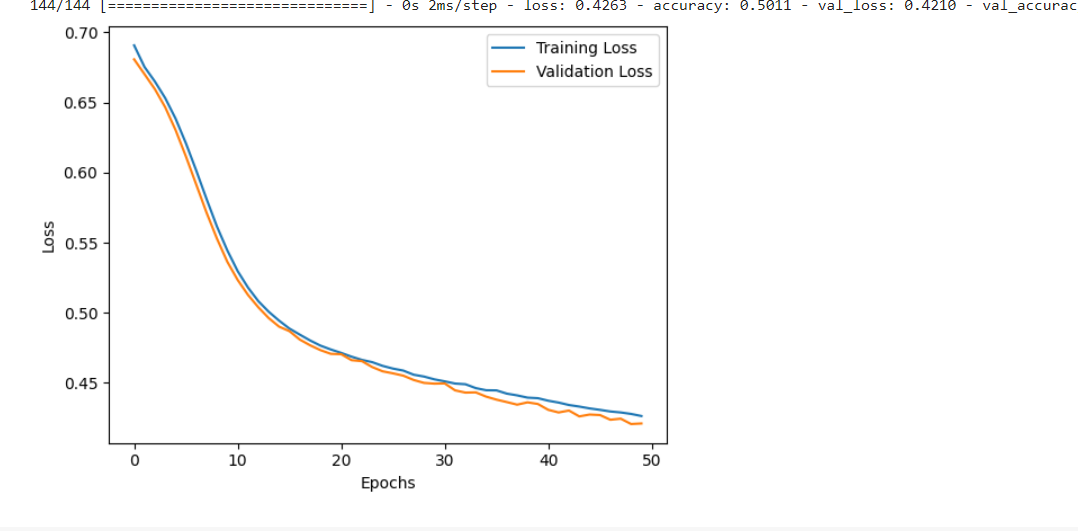 144/144 [==============================] - 0s 2ms/step - loss: 0.4263 - accuracy: 0.5011 - val_loss: 0.4210 - val_accurac
0.70
Training Loss
Validation Loss
0.65
0.60
0.55
0.50
0.45
Loss
0 10 20 30 40 50
Epochs